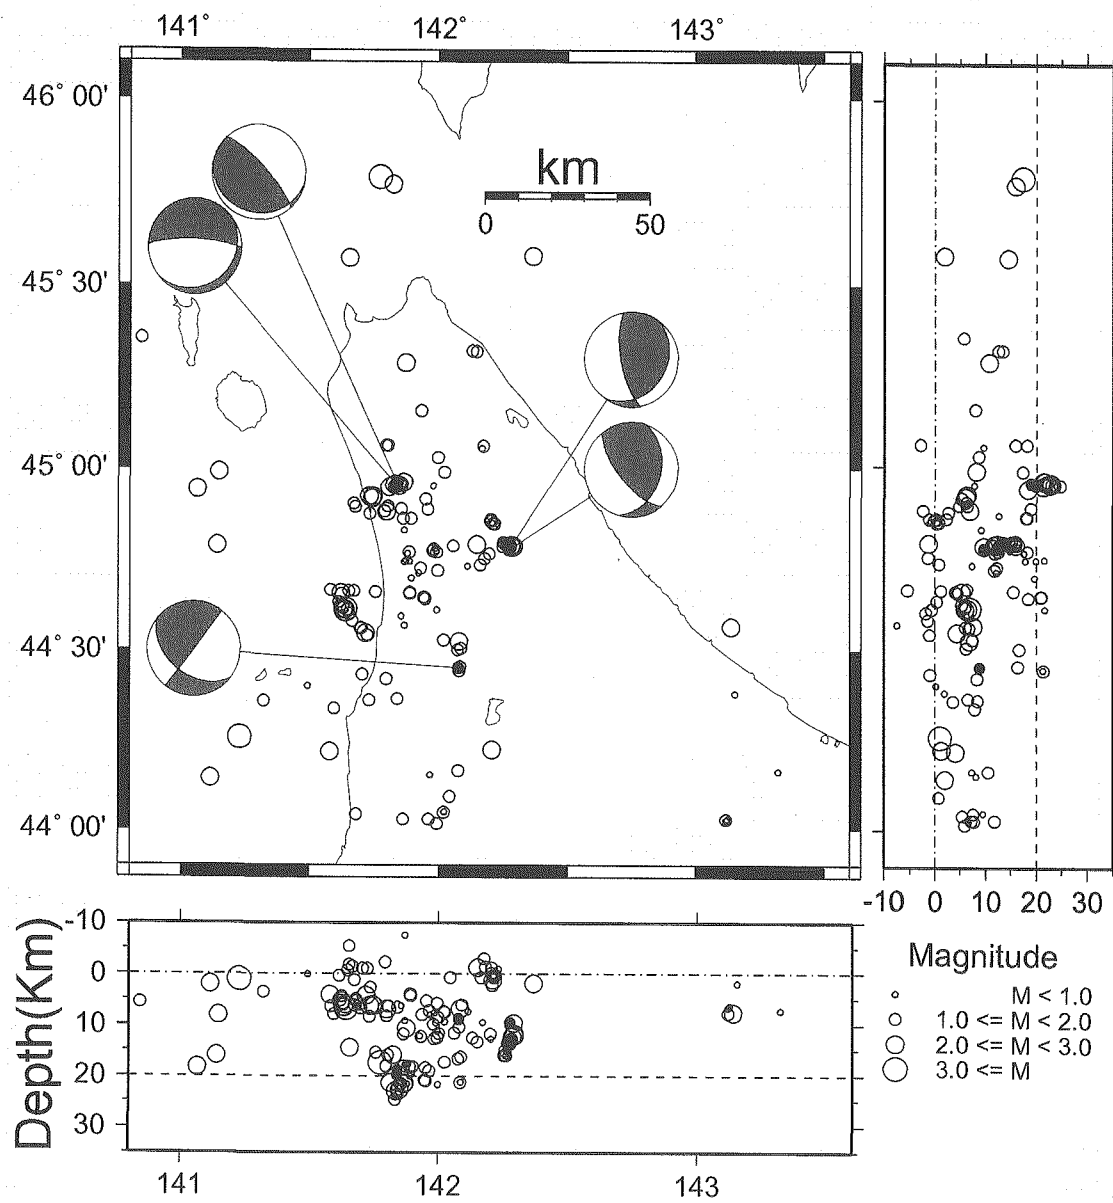 141° 142° 143°
46° 00'
km
0 50
45° 30'
45° 00'
44° 30'
44° 00'
-10 0 10 20 30
Depth(Km)
-10
0
10
20
30
141 142 143
Magnitude
M < 1.0
1.0 <= M < 2.0
2.0 <= M < 3.0
3.0 <= M